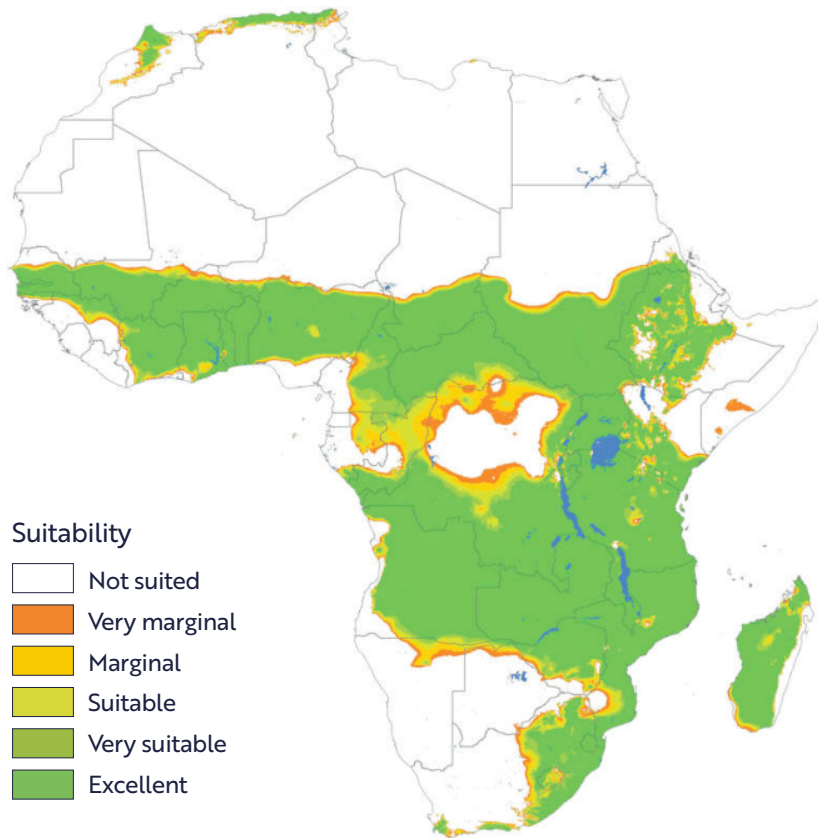 Suitability
Not suited
Very marginal
Marginal
Suitable
Very suitable
Excellent